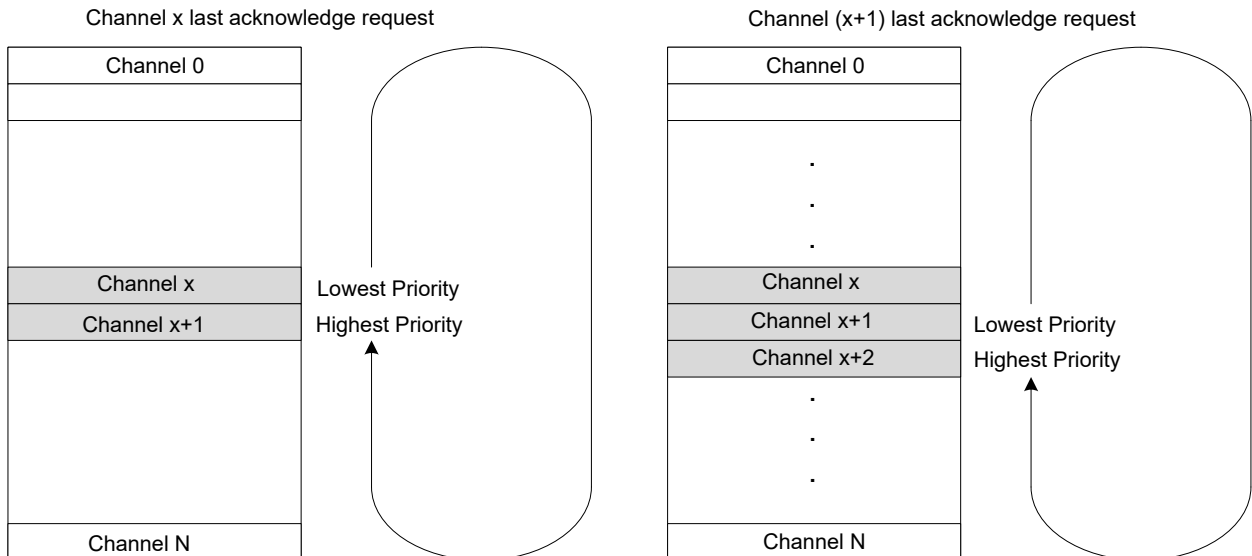 Channel x last acknowledge request
Channel 0
Channel x
Lowest Priority
Channel x+1
Highest Priority
Channel N
Channel (x+1) last acknowledge request
Channel 0
.
.
.
Channel x
Channel x+1
Lowest Priority
Channel x+2
Highest Priority
.
.
.
Channel N